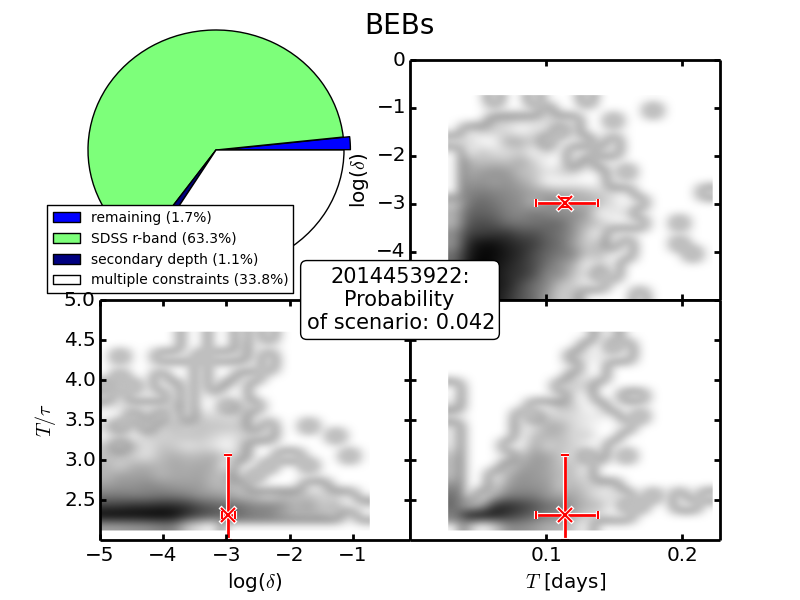 BEBs
remaining (1.7%)
SDSS r-band (63.3%)
secondary depth (1.1%)
multiple constraints (33.8%)
0
−1
−2
−3
−4
log(δ)
2014453922:
Probability
of scenario: 0.042
5.0
4.5
4.0
3.5
3.0
2.5
T/τ
−5 −4 −3 −2 −1
log(δ)
0.1 0.2
T [days]